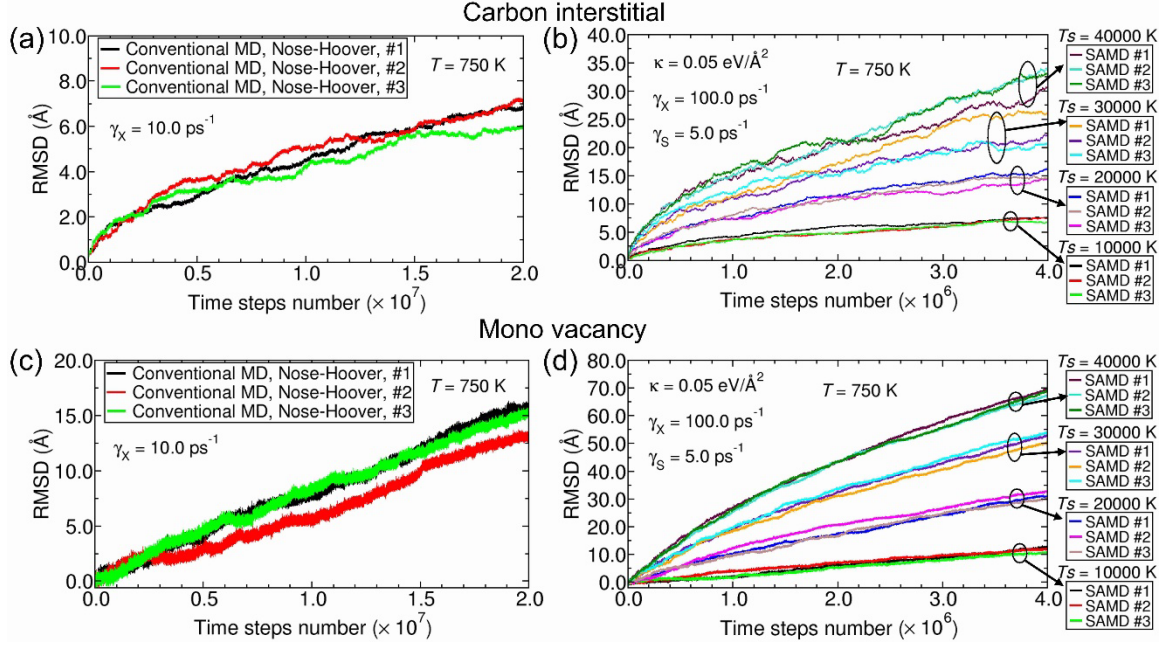 Carbon interstitial
(a)
10.0
8.0
6.0
4.0
2.0
0.0
RMSD (Å)
Conventional MD, Nose-Hoover, #1
Conventional MD, Nose-Hoover, #2
Conventional MD, Nose-Hoover, #3
T = 750 K
γX = 10.0 ps⁻¹
0.0 0.5 1.0 1.5 2.0
Time steps number (× 10⁷)
(b)
40.0
35.0
30.0
25.0
20.0
15.0
10.0
5.0
0.0
RMSD (Å)
κ = 0.05 eV/Å²
T = 750 K
γX = 100.0 ps⁻¹
γS = 5.0 ps⁻¹
0.0 1.0 2.0 3.0 4.0
Time steps number (× 10⁶)
Ts = 40000 K
SAMD #1
SAMD #2
SAMD #3
Ts = 30000 K
SAMD #1
SAMD #2
SAMD #3
Ts = 20000 K
SAMD #1
SAMD #2
SAMD #3
Ts = 10000 K
SAMD #1
SAMD #2
SAMD #3
Mono vacancy
(c)
20.0
15.0
10.0
5.0
0.0
RMSD (Å)
Conventional MD, Nose-Hoover, #1
Conventional MD, Nose-Hoover, #2
Conventional MD, Nose-Hoover, #3
T = 750 K
γX = 10.0 ps⁻¹
0.0 0.5 1.0 1.5 2.0
Time steps number (× 10⁷)
(d)
80.0
70.0
60.0
50.0
40.0
30.0
20.0
10.0
0.0
RMSD (Å)
κ = 0.05 eV/Å²
T = 750 K
γX = 100.0 ps⁻¹
γS = 5.0 ps⁻¹
0.0 1.0 2.0 3.0 4.0
Time steps number (× 10⁶)
Ts = 40000 K
SAMD #1
SAMD #2
SAMD #3
Ts = 30000 K
SAMD #1
SAMD #2
SAMD #3
Ts = 20000 K
SAMD #1
SAMD #2
SAMD #3
Ts = 10000 K
SAMD #1
SAMD #2
SAMD #3